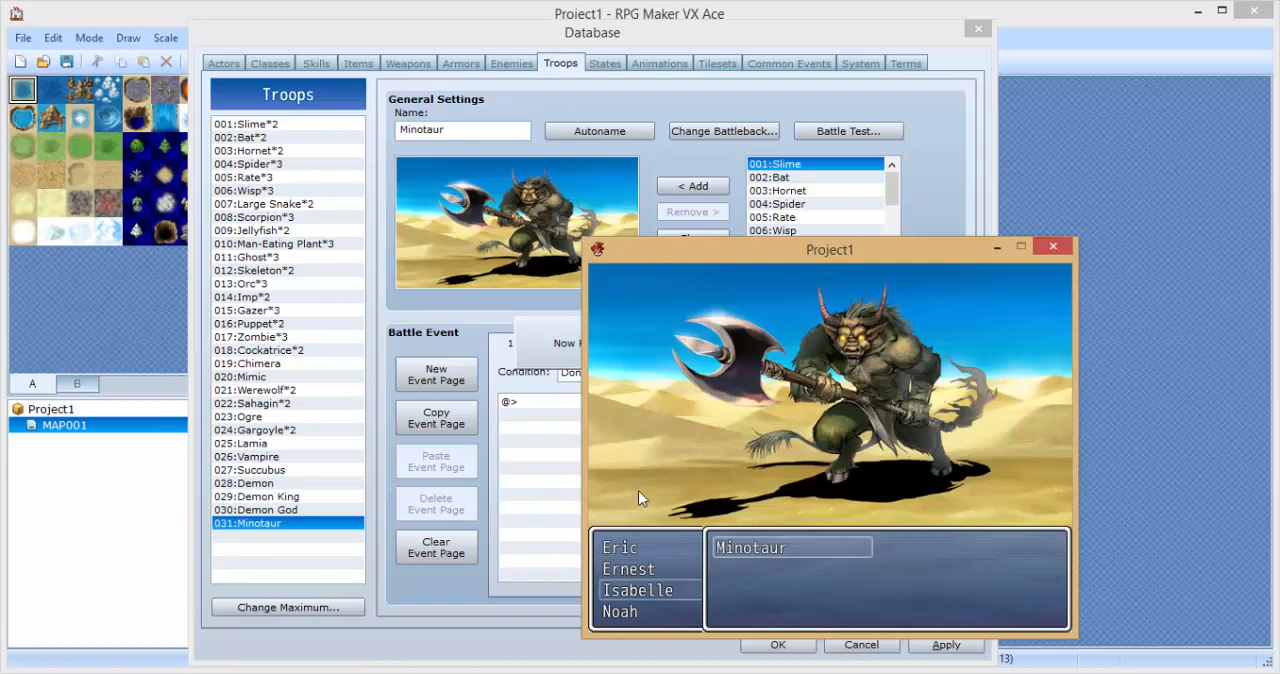 Project1 - RPG Maker VX Ace
Database
File Edit Mode Draw Scale
Actors Classes Skills Items Weapons Armors Enemies Troops States Animations Tilesets Common Events System Terms
Troops
001:Slime*2
002:Bat*2
003:Hornet*2
004:Spider*3
005:Rate*3
006:Wisp*3
007:Large Snake*2
008:Scorpion*3
009:Jellyfish*2
010:Man-Eating Plant*3
011:Ghost*3
012:Skeleton*2
013:Orc*3
014:Imp*2
015:Gazer*3
016:Puppet*2
017:Zombie*3
018:Cockatrice*2
019:Chimera
020:Mimic
021:Werewolf*2
022:Sahagin*2
023:Ogre
024:Gargoyle*2
025:Lamia
026:Vampire
027:Succubus
028:Demon
029:Demon King
030:Demon God
031:Minotaur
Change Maximum...
General Settings
Name:
Minotaur
Autoname
Change Battleback...
Battle Test...
< Add
Remove >
001:Slime
002:Bat
003:Hornet
004:Spider
005:Rate
006:Wisp
Battle Event
New
Event Page
Copy
Event Page
Paste
Event Page
Delete
Event Page
Clear
Event Page
1
Now
Condition: Don
@>
Project1
Eric
Ernest
Isabelle
Noah
Minotaur
OK
Cancel
Apply
A
B
Project1
MAP001
13)